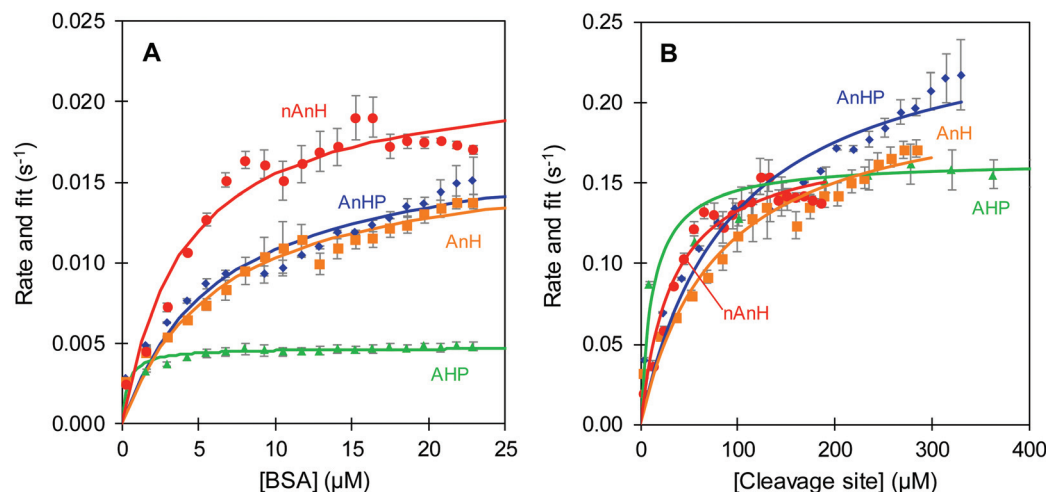 A
nAnH
AnHP
AnH
AHP
0.025
0.020
0.015
0.010
0.005
0.000
0 5 10 15 20 25
[BSA] (µM)
Rate and fit (s-1)
B
AnHP
AnH
AHP
nAnH
0.25
0.20
0.15
0.10
0.05
0.00
0 100 200 300 400
[Cleavage site] (µM)
Rate and fit (s-1)